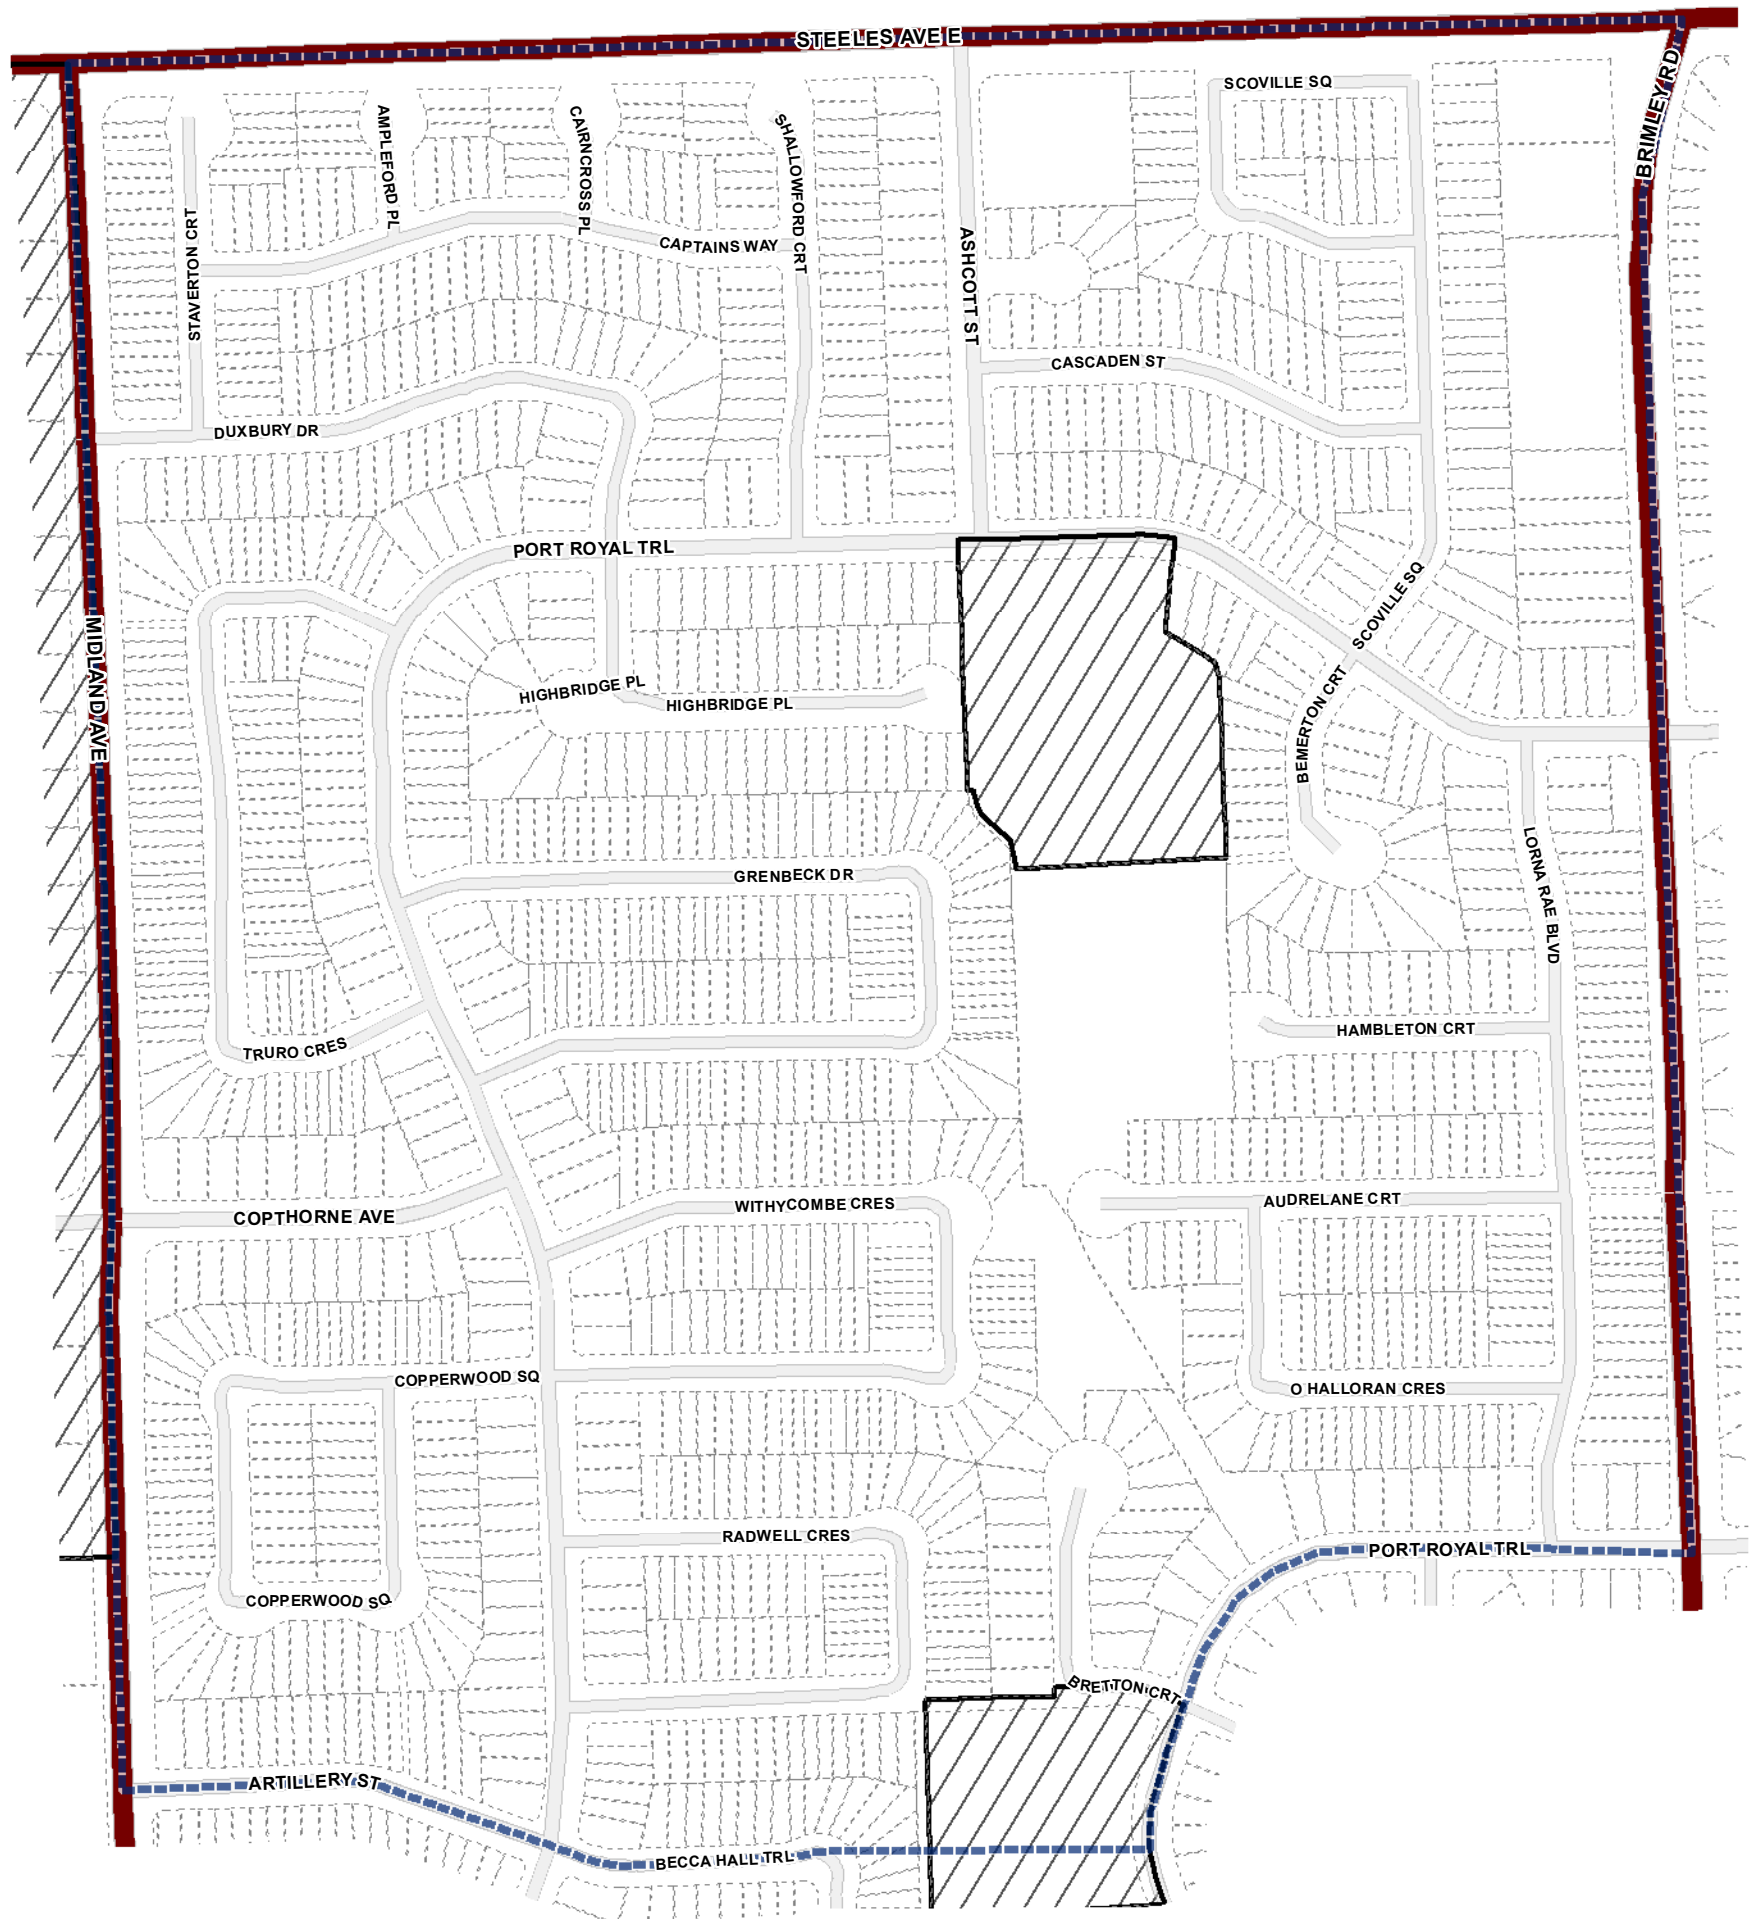 STEELES AVE E
BRIMLEY RD
SCOVILLE SQ
AMPLEFORD PL
CAIRNCROSS PL
SHALLOWFORD CRT
STAVERTON CRT
CAPTAINS WAY
ASHCOTT ST
CASCADEN ST
DUXBURY DR
PORT ROYAL TRL
SCOVILLE SQ
MIDLAND AVE
HIGHBRIDGE PL
HIGHBRIDGE PL
BEMERTON CRT
GRENBECK DR
LORNA RAE BLVD
HAMBLETON CRT
TRURO CRES
AUDRELANE CRT
WITHYCOMBE CRES
COPTHORNE AVE
COPPERWOOD SQ
O HALLORAN CRES
RADWELL CRES
PORT ROYAL TRL
COPPERWOOD SQ
BRETTON CRT
ARTILLERY ST
BECCA HALL TRL